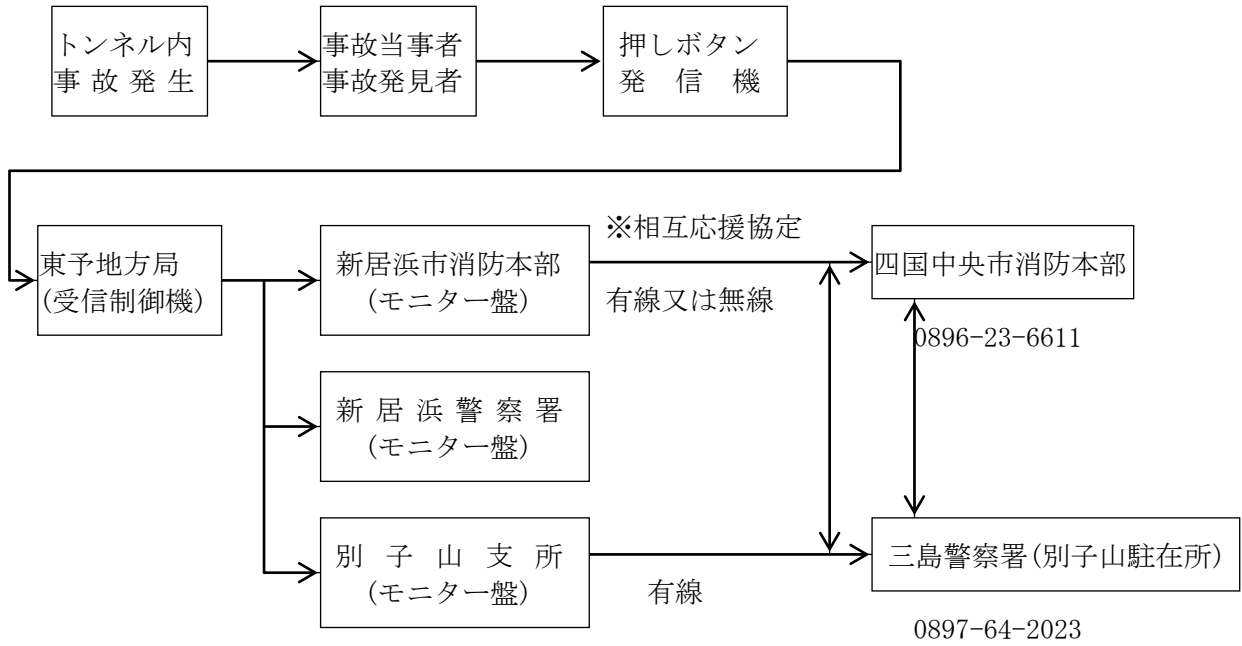 トンネル内
事 故 発 生
事故当事者
事故発見者
押しボタン
発　信　機
東予地方局
(受信制御機)
新居浜市消防本部
(モニター盤)
※相互応援協定
有線又は無線
四国中央市消防本部
0896-23-6611
新 居 浜 警 察 署
(モニター盤)
別　子　山　支　所
(モニター盤)
有線
三島警察署(別子山駐在所)
0897-64-2023